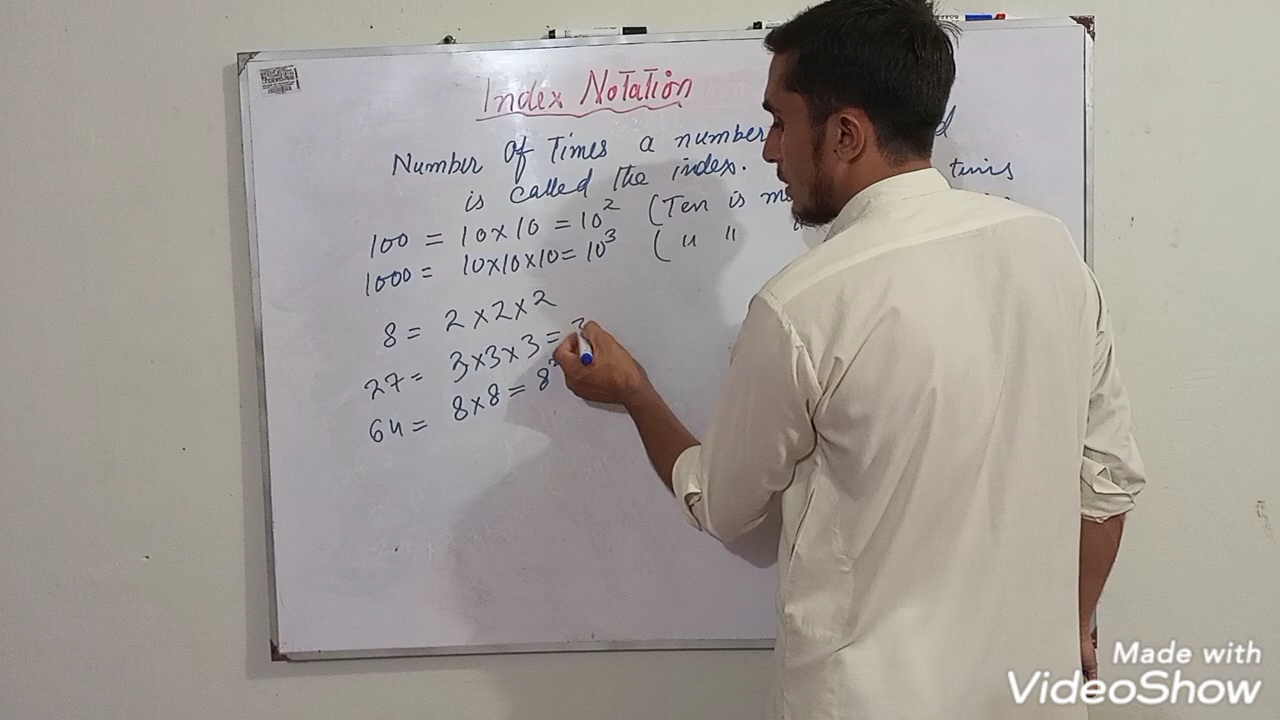 Index Notation
Number of Times a number
is called the index.
100 = 10×10 = 10² (Ten is tim̀s
1000 = 10×10×10 = 10³ ( " "
8 = 2×2×2
27 = 3×3×3 =
64 = 8×8 = 8
Made with
VideoShow